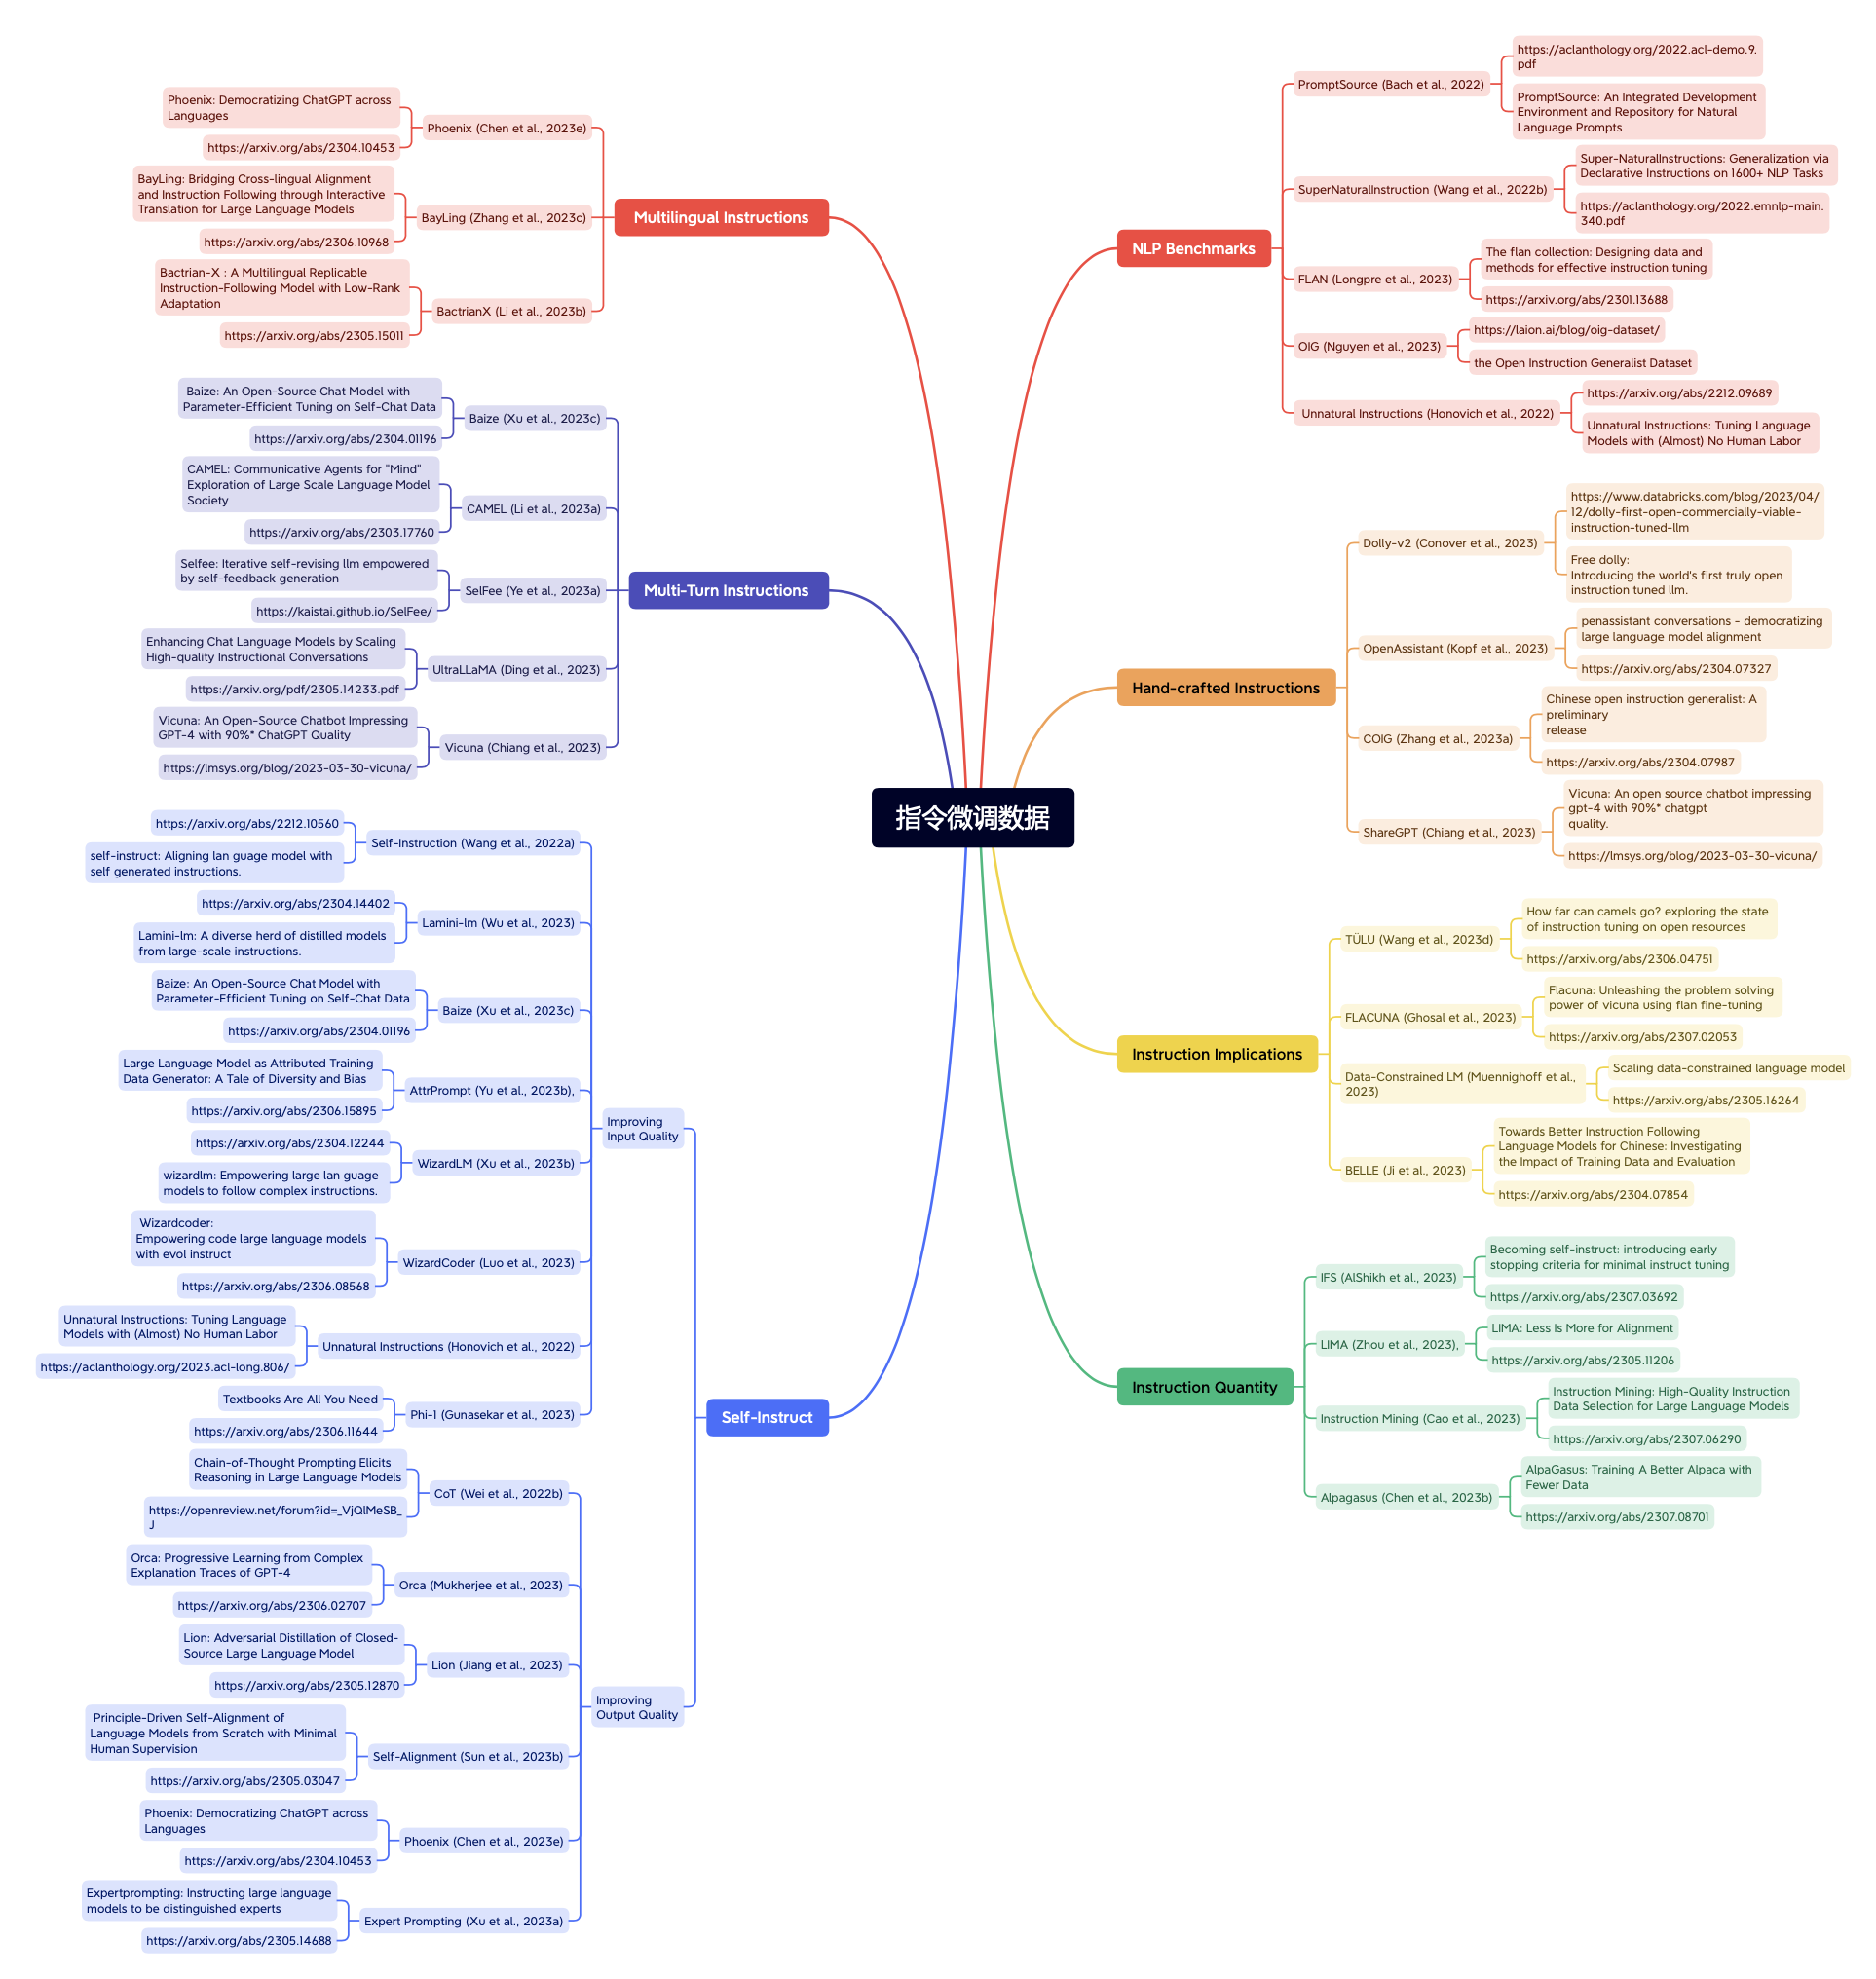 指令微调数据
NLP Benchmarks
PromptSource (Bach et al., 2022)
https://aclanthology.org/2022.acl-demo.9.
pdf
PromptSource: An Integrated Development
Environment and Repository for Natural
Language Prompts
SuperNaturalInstruction (Wang et al., 2022b)
Super-NaturalInstructions: Generalization via
Declarative Instructions on 1600+ NLP Tasks
https://aclanthology.org/2022.emnlp-main.
340.pdf
FLAN (Longpre et al., 2023)
The flan collection: Designing data and
methods for effective instruction tuning
https://arxiv.org/abs/2301.13688
OIG (Nguyen et al., 2023)
https://laion.ai/blog/oig-dataset/
the Open Instruction Generalist Dataset
Unnatural Instructions (Honovich et al., 2022)
https://arxiv.org/abs/2212.09689
Unnatural Instructions: Tuning Language
Models with (Almost) No Human Labor
Hand-crafted Instructions
Dolly-v2 (Conover et al., 2023)
https://www.databricks.com/blog/2023/04/
12/dolly-first-open-commercially-viable-
instruction-tuned-llm
Free dolly:
Introducing the world's first truly open
instruction tuned llm.
OpenAssistant (Kopf et al., 2023)
penassistant conversations - democratizing
large language model alignment
https://arxiv.org/abs/2304.07327
COIG (Zhang et al., 2023a)
Chinese open instruction generalist: A
preliminary
release
https://arxiv.org/abs/2304.07987
ShareGPT (Chiang et al., 2023)
Vicuna: An open source chatbot impressing
gpt-4 with 90%* chatgpt
quality.
https://lmsys.org/blog/2023-03-30-vicuna/
Instruction Implications
TÜLU (Wang et al., 2023d)
How far can camels go? exploring the state
of instruction tuning on open resources
https://arxiv.org/abs/2306.04751
FLACUNA (Ghosal et al., 2023)
Flacuna: Unleashing the problem solving
power of vicuna using flan fine-tuning
https://arxiv.org/abs/2307.02053
Data-Constrained LM (Muennighoff et al.,
2023)
Scaling data-constrained language model
https://arxiv.org/abs/2305.16264
BELLE (Ji et al., 2023)
Towards Better Instruction Following
Language Models for Chinese: Investigating
the Impact of Training Data and Evaluation
https://arxiv.org/abs/2304.07854
Instruction Quantity
IFS (AlShikh et al., 2023)
Becoming self-instruct: introducing early
stopping criteria for minimal instruct tuning
https://arxiv.org/abs/2307.03692
LIMA (Zhou et al., 2023),
LIMA: Less Is More for Alignment
https://arxiv.org/abs/2305.11206
Instruction Mining (Cao et al., 2023)
Instruction Mining: High-Quality Instruction
Data Selection for Large Language Models
https://arxiv.org/abs/2307.06290
Alpagasus (Chen et al., 2023b)
AlpaGasus: Training A Better Alpaca with
Fewer Data
https://arxiv.org/abs/2307.08701
Multilingual Instructions
Phoenix (Chen et al., 2023e)
Phoenix: Democratizing ChatGPT across
Languages
https://arxiv.org/abs/2304.10453
BayLing (Zhang et al., 2023c)
BayLing: Bridging Cross-lingual Alignment
and Instruction Following through Interactive
Translation for Large Language Models
https://arxiv.org/abs/2306.10968
BactrianX (Li et al., 2023b)
Bactrian-X : A Multilingual Replicable
Instruction-Following Model with Low-Rank
Adaptation
https://arxiv.org/abs/2305.15011
Multi-Turn Instructions
Baize (Xu et al., 2023c)
Baize: An Open-Source Chat Model with
Parameter-Efficient Tuning on Self-Chat Data
https://arxiv.org/abs/2304.01196
CAMEL (Li et al., 2023a)
CAMEL: Communicative Agents for "Mind"
Exploration of Large Scale Language Model
Society
https://arxiv.org/abs/2303.17760
SelFee (Ye et al., 2023a)
Selfee: Iterative self-revising llm empowered
by self-feedback generation
https://kaistai.github.io/SelFee/
UltraLLaMA (Ding et al., 2023)
Enhancing Chat Language Models by Scaling
High-quality Instructional Conversations
https://arxiv.org/pdf/2305.14233.pdf
Vicuna (Chiang et al., 2023)
Vicuna: An Open-Source Chatbot Impressing
GPT-4 with 90%* ChatGPT Quality
https://lmsys.org/blog/2023-03-30-vicuna/
Self-Instruct
Improving
Input Quality
Self-Instruction (Wang et al., 2022a)
https://arxiv.org/abs/2212.10560
self-instruct: Aligning lan guage model with
self generated instructions.
Lamini-lm (Wu et al., 2023)
https://arxiv.org/abs/2304.14402
Lamini-lm: A diverse herd of distilled models
from large-scale instructions.
Baize (Xu et al., 2023c)
Baize: An Open-Source Chat Model with
Parameter-Efficient Tuning on Self-Chat Data
https://arxiv.org/abs/2304.01196
AttrPrompt (Yu et al., 2023b),
Large Language Model as Attributed Training
Data Generator: A Tale of Diversity and Bias
https://arxiv.org/abs/2306.15895
WizardLM (Xu et al., 2023b)
https://arxiv.org/abs/2304.12244
wizardlm: Empowering large lan guage
models to follow complex instructions.
WizardCoder (Luo et al., 2023)
Wizardcoder:
Empowering code large language models
with evol instruct
https://arxiv.org/abs/2306.08568
Unnatural Instructions (Honovich et al., 2022)
Unnatural Instructions: Tuning Language
Models with (Almost) No Human Labor
https://aclanthology.org/2023.acl-long.806/
Phi-1 (Gunasekar et al., 2023)
Textbooks Are All You Need
https://arxiv.org/abs/2306.11644
Improving
Output Quality
CoT (Wei et al., 2022b)
Chain-of-Thought Prompting Elicits
Reasoning in Large Language Models
https://openreview.net/forum?id=_VjQlMeSB_
J
Orca (Mukherjee et al., 2023)
Orca: Progressive Learning from Complex
Explanation Traces of GPT-4
https://arxiv.org/abs/2306.02707
Lion (Jiang et al., 2023)
Lion: Adversarial Distillation of Closed-
Source Large Language Model
https://arxiv.org/abs/2305.12870
Self-Alignment (Sun et al., 2023b)
Principle-Driven Self-Alignment of
Language Models from Scratch with Minimal
Human Supervision
https://arxiv.org/abs/2305.03047
Phoenix (Chen et al., 2023e)
Phoenix: Democratizing ChatGPT across
Languages
https://arxiv.org/abs/2304.10453
Expert Prompting (Xu et al., 2023a)
Expertprompting: Instructing large language
models to be distinguished experts
https://arxiv.org/abs/2305.14688